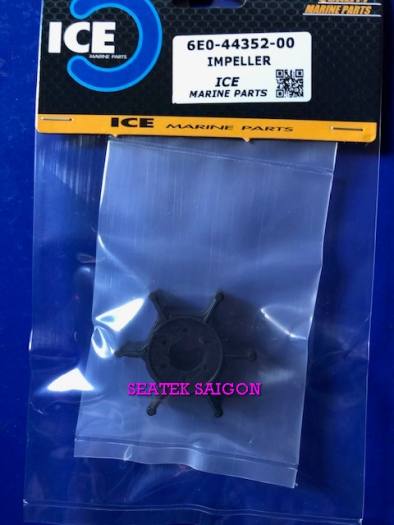 ICE
MARINE PARTS
MARINE PARTS
6E0-44352-00
IMPELLER
ICE
MARINE PARTS
ICE MARINE PARTS
SEATEK SAIGON